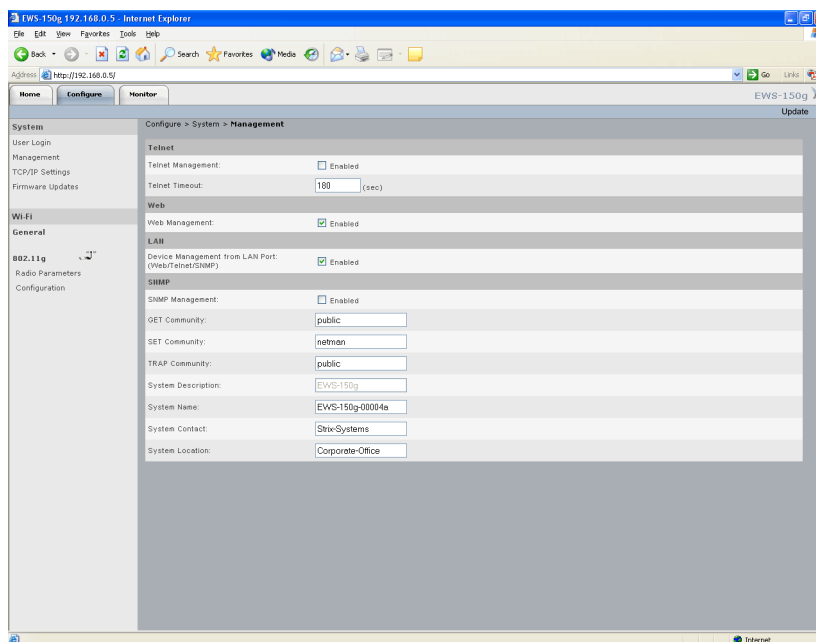 EWS-150g 192.168.0.5 - Internet Explorer
File Edit View Favorites Tools Help
Back Search Favorites Media
Address http://192.168.0.5/ Go Links
Home Configure Monitor EWS-150g
Update
System
User Login
Management
TCP/IP Settings
Firmware Updates
Wi-Fi
General
802.11g
Radio Parameters
Configuration
Configure > System > Management
Telnet
Telnet Management: Enabled
Telnet Timeout: 180 (sec)
Web
Web Management: Enabled
LAN
Device Management from LAN Port:
(Web/Telnet/SNMP) Enabled
SNMP
SNMP Management: Enabled
GET Community: public
SET Community: netman
TRAP Community: public
System Description: EWS-150g
System Name: EWS-150g-00004a
System Contact: Strix-Systems
System Location: Corporate-Office
Internet